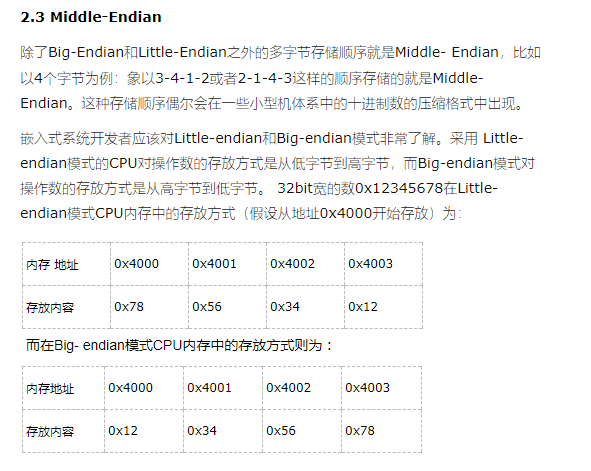 2.3 Middle-Endian
除了Big-Endian和Little-Endian之外的多字节存储顺序就是Middle- Endian，比如
以4个字节为例：象以3-4-1-2或者2-1-4-3这样的顺序存储的就是Middle-
Endian。这种存储顺序偶尔会在一些小型机体系中的十进制数的压缩格式中出现。
嵌入式系统开发者应该对Little-endian和Big-endian模式非常了解。采用 Little-
endian模式的CPU对操作数的存放方式是从低字节到高字节，而Big-endian模式对
操作数的存放方式是从高字节到低字节。 32bit宽的数0x12345678在Little-
endian模式CPU内存中的存放方式（假设从地址0x4000开始存放）为：
内存 地址 0x4000 0x4001 0x4002 0x4003
存放内容 0x78 0x56 0x34 0x12
而在Big- endian模式CPU内存中的存放方式则为：
内存地址 0x4000 0x4001 0x4002 0x4003
存放内容 0x12 0x34 0x56 0x78